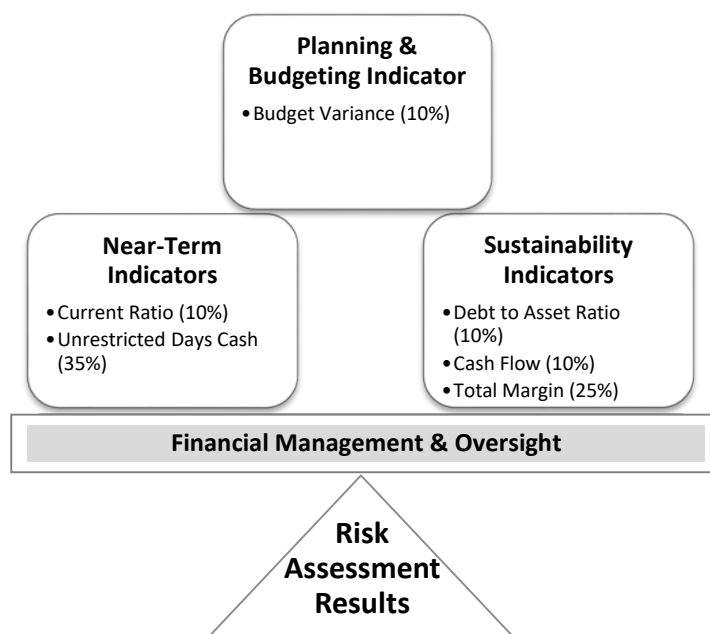 Planning &
Budgeting Indicator
•Budget Variance (10%)
Near-Term
Indicators
•Current Ratio (10%)
•Unrestricted Days Cash
(35%)
Sustainability
Indicators
•Debt to Asset Ratio
(10%)
•Cash Flow (10%)
•Total Margin (25%)
Financial Management & Oversight
Risk
Assessment
Results